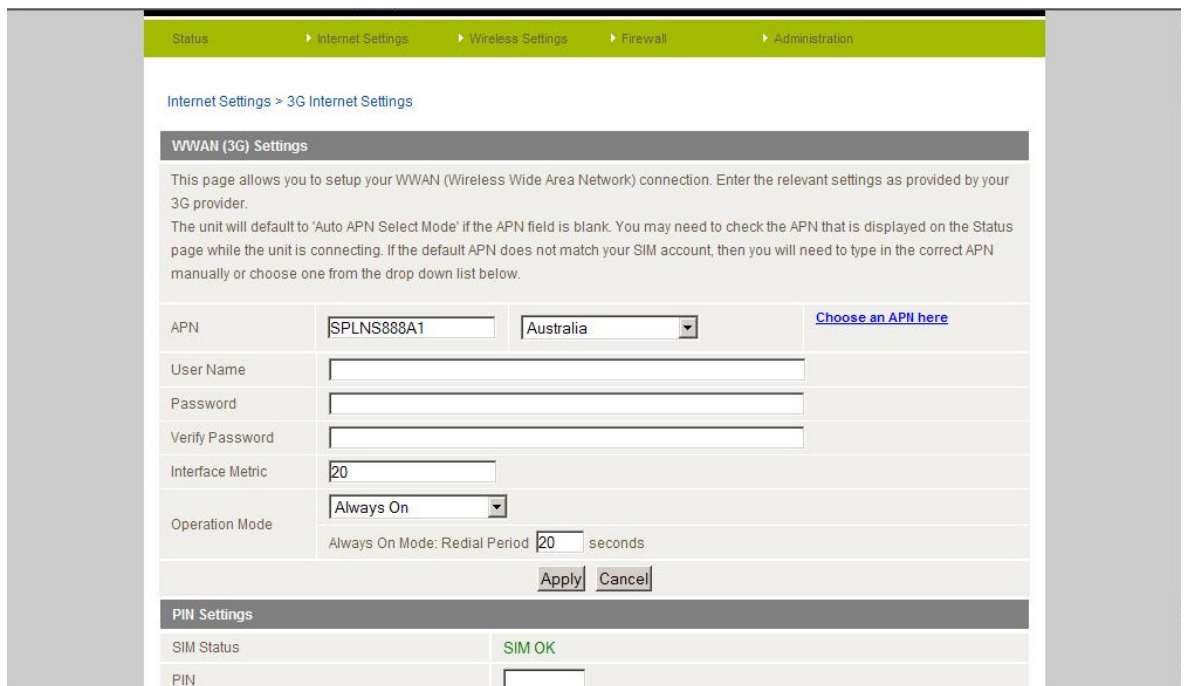 Status Internet Settings Wireless Settings Firewall Administration
Internet Settings > 3G Internet Settings
WWAN (3G) Settings
This page allows you to setup your WWAN (Wireless Wide Area Network) connection. Enter the relevant settings as provided by your
3G provider.
The unit will default to 'Auto APN Select Mode' if the APN field is blank. You may need to check the APN that is displayed on the Status
page while the unit is connecting. If the default APN does not match your SIM account, then you will need to type in the correct APN
manually or choose one from the drop down list below.
APN SPLNS888A1 Australia Choose an APN here
User Name
Password
Verify Password
Interface Metric 20
Operation Mode Always On
Always On Mode: Redial Period 20 seconds
Apply Cancel
PIN Settings
SIM Status SIM OK
PIN